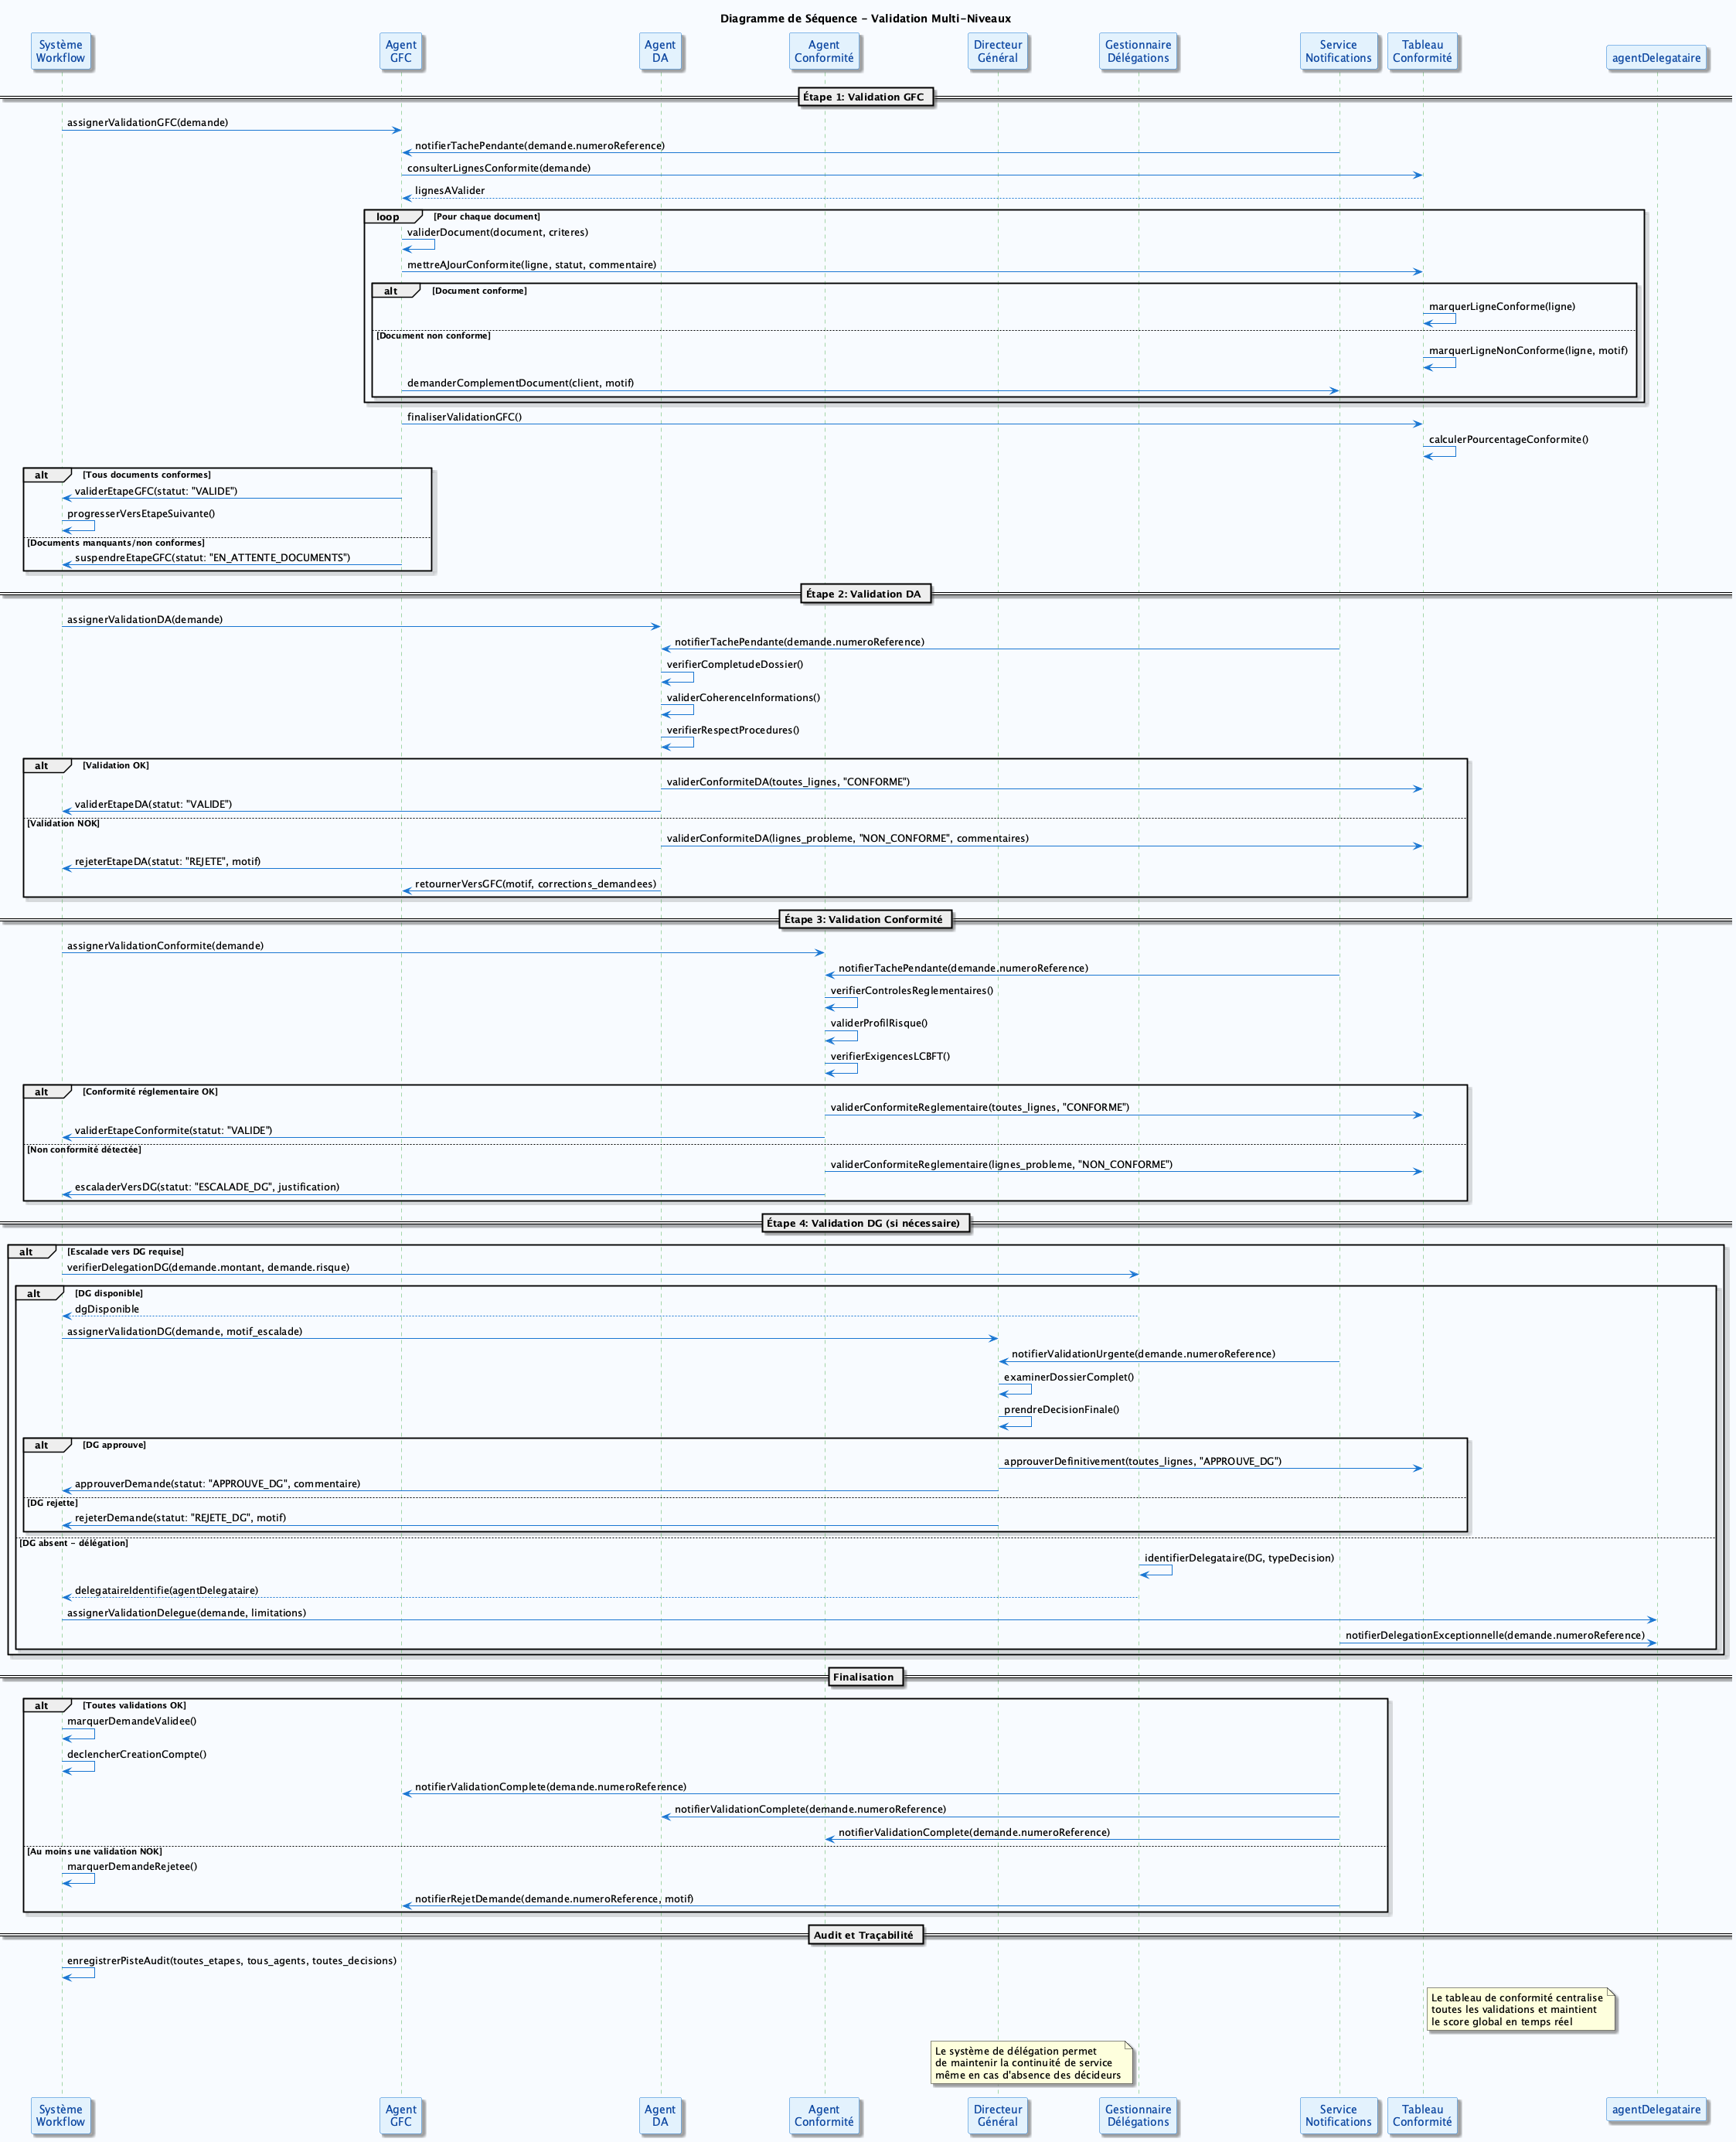 Diagramme de Séquence - Validation Multi-Niveaux
Système
Workflow
Agent
GFC
Agent
DA
Agent
Conformité
Directeur
Général
Gestionnaire
Délégations
Service
Notifications
Tableau
Conformité
agentDelegataire
Étape 1: Validation GFC
assignerValidationGFC(demande)
notifierTachePendante(demande.numeroReference)
consulterLignesConformite(demande)
lignesAValider
loop [Pour chaque document]
validerDocument(document, criteres)
mettreAJourConformite(ligne, statut, commentaire)
alt [Document conforme]
marquerLigneConforme(ligne)
[Document non conforme]
marquerLigneNonConforme(ligne, motif)
demanderComplementDocument(client, motif)
finaliserValidationGFC()
calculerPourcentageConformite()
alt [Tous documents conformes]
validerEtapeGFC(statut: "VALIDE")
progresserVersEtapeSuivante()
[Documents manquants/non conformes]
suspendreEtapeGFC(statut: "EN_ATTENTE_DOCUMENTS")
Étape 2: Validation DA
assignerValidationDA(demande)
notifierTachePendante(demande.numeroReference)
verifierCompletudeDossier()
validerCoherenceInformations()
verifierRespectProcedures()
alt [Validation OK]
validerConformiteDA(toutes_lignes, "CONFORME")
validerEtapeDA(statut: "VALIDE")
[Validation NOK]
validerConformiteDA(lignes_probleme, "NON_CONFORME", commentaires)
rejeterEtapeDA(statut: "REJETE", motif)
retournerVersGFC(motif, corrections_demandees)
Étape 3: Validation Conformité
assignerValidationConformite(demande)
notifierTachePendante(demande.numeroReference)
verifierControlesReglementaires()
validerProfilRisque()
verifierExigencesLCBFT()
alt [Conformité réglementaire OK]
validerConformiteReglementaire(toutes_lignes, "CONFORME")
validerEtapeConformite(statut: "VALIDE")
[Non conformité détectée]
validerConformiteReglementaire(lignes_probleme, "NON_CONFORME")
escaladerVersDG(statut: "ESCALADE_DG", justification)
Étape 4: Validation DG (si nécessaire)
alt [Escalade vers DG requise]
verifierDelegationDG(demande.montant, demande.risque)
alt [DG disponible]
dgDisponible
assignerValidationDG(demande, motif_escalade)
notifierValidationUrgente(demande.numeroReference)
examinerDossierComplet()
prendreDecisionFinale()
alt [DG approuve]
approuverDefinitivement(toutes_lignes, "APPROUVE_DG")
approuverDemande(statut: "APPROUVE_DG", commentaire)
[DG rejette]
rejeterDemande(statut: "REJETE_DG", motif)
[DG absent - délégation]
identifierDelegataire(DG, typeDecision)
delegataireIdentifie(agentDelegataire)
assignerValidationDelegue(demande, limitations)
notifierDelegationExceptionnelle(demande.numeroReference)
Finalisation
alt [Toutes validations OK]
marquerDemandeValidee()
declencherCreationCompte()
notifierValidationComplete(demande.numeroReference)
notifierValidationComplete(demande.numeroReference)
notifierValidationComplete(demande.numeroReference)
[Au moins une validation NOK]
marquerDemandeRejetee()
notifierRejetDemande(demande.numeroReference, motif)
Audit et Traçabilité
enregistrerPisteAudit(toutes_etapes, tous_agents, toutes_decisions)
Le tableau de conformité centralise
toutes les validations et maintient
le score global en temps réel
Le système de délégation permet
de maintenir la continuité de service
même en cas d'absence des décideurs
Système
Workflow
Agent
GFC
Agent
DA
Agent
Conformité
Directeur
Général
Gestionnaire
Délégations
Service
Notifications
Tableau
Conformité
agentDelegataire